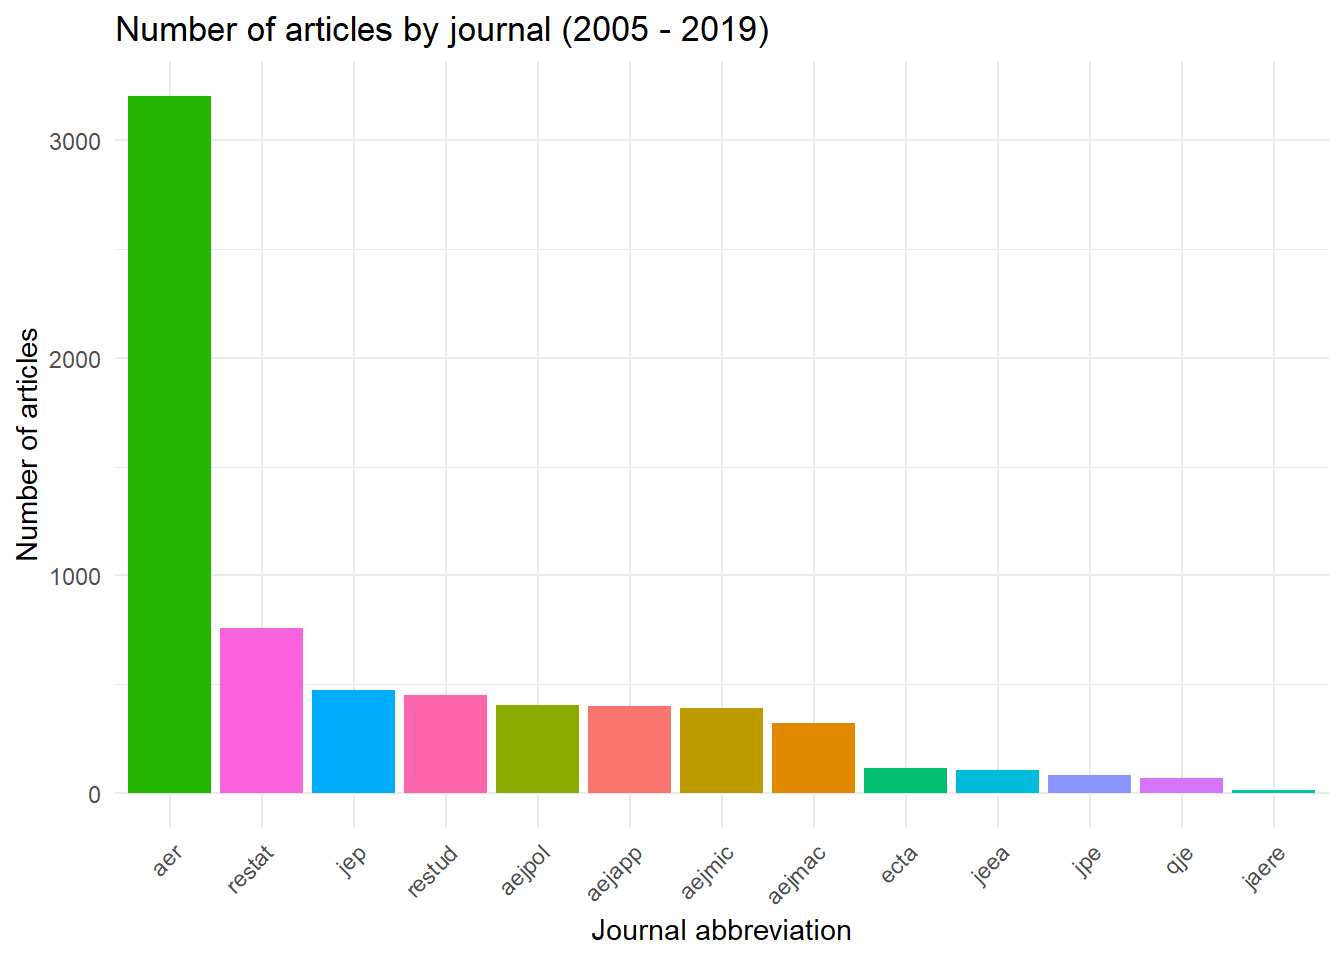 Number of articles by journal (2005 - 2019)
Number of articles
3000
2000
1000
0
aer
restat
jep
restud
aejpol
aejapp
aejmic
aejmac
ecta
jeea
jpe
qje
jaere
Journal abbreviation